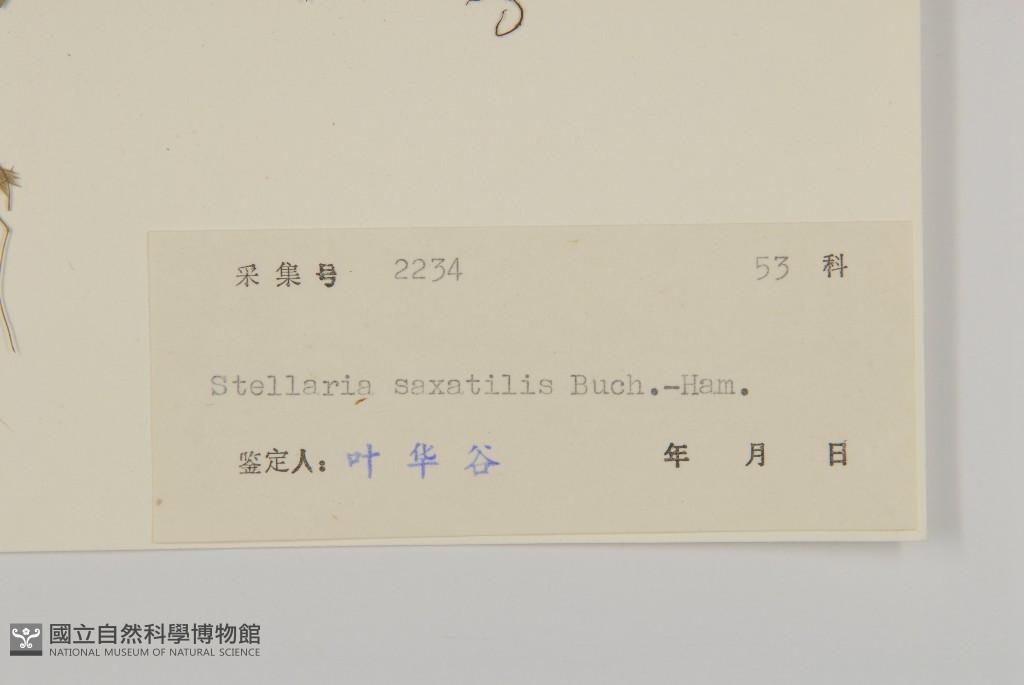 采集号 2234 53 科
Stellaria saxatilis Buch.-Ham.
鉴定人: 叶华谷 年 月 日
國立自然科學博物館
NATIONAL MUSEUM OF NATURAL SCIENCE